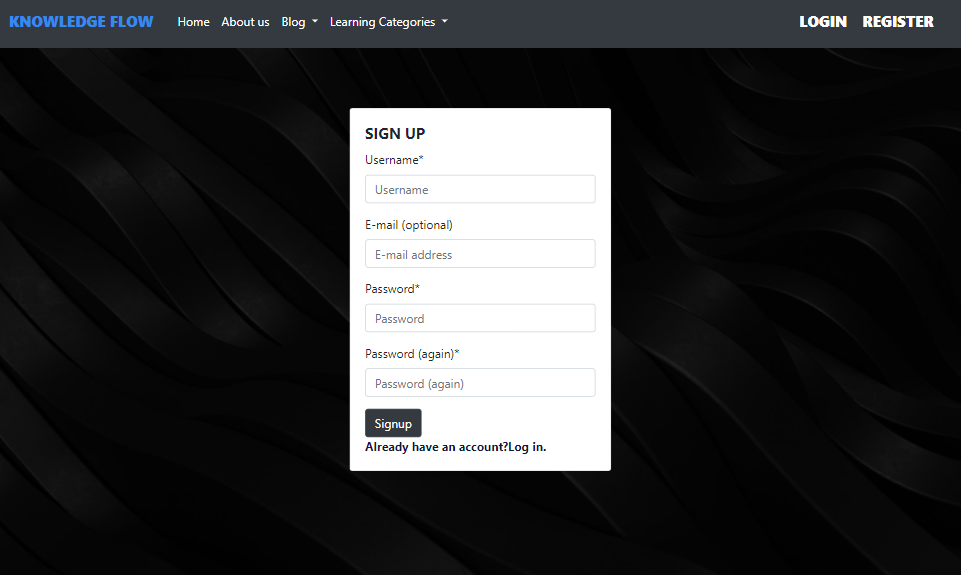 KNOWLEDGE FLOW Home About us Blog Learning Categories LOGIN REGISTER
SIGN UP
Username*
Username
E-mail (optional)
E-mail address
Password*
Password
Password (again)*
Password (again)
Signup
Already have an account?Log in.